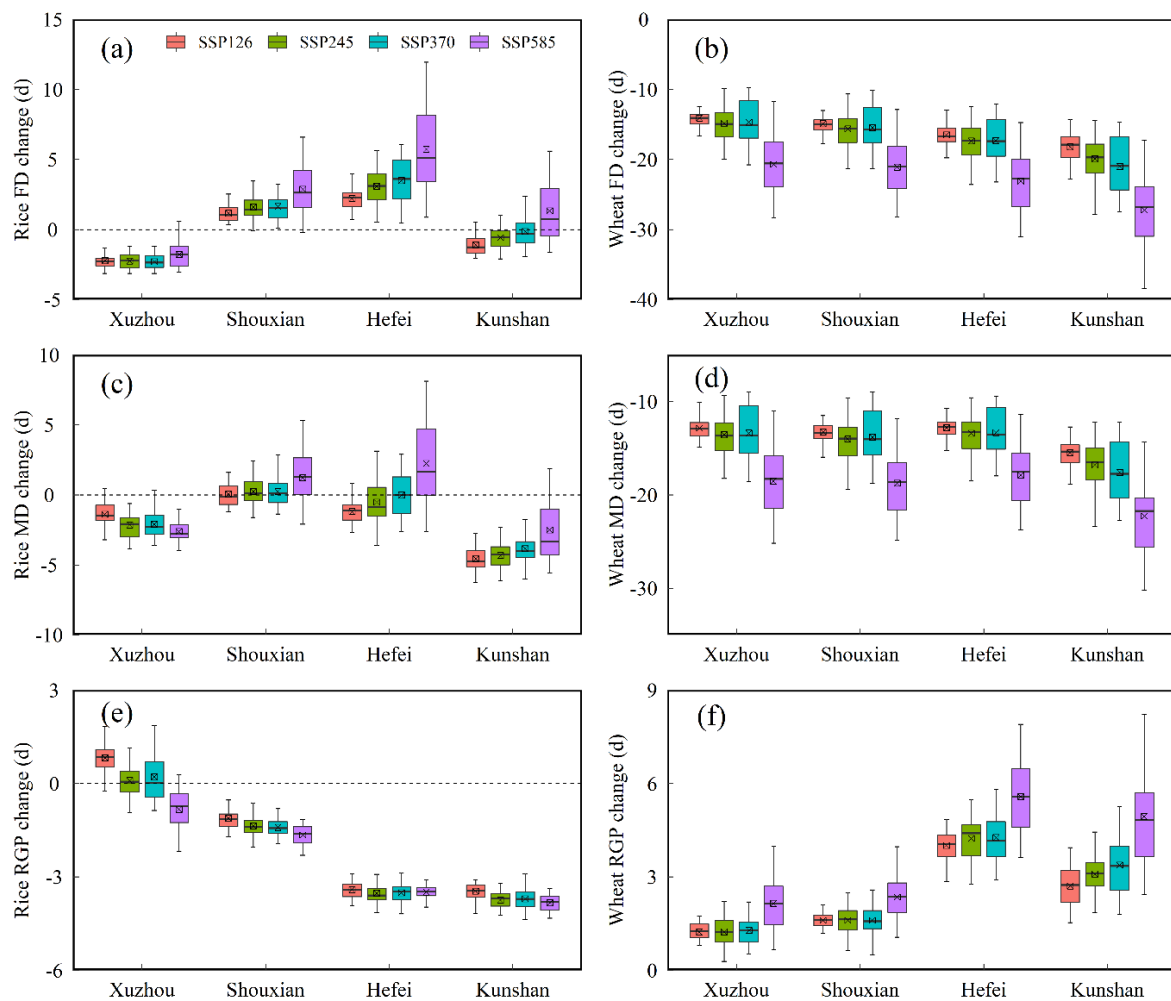 (a)
SSP126 SSP245 SSP370 SSP585
Rice FD change (d)
15
10
5
0
-5
Xuzhou Shouxian Hefei Kunshan
(b)
Wheat FD change (d)
0
-10
-20
-30
-40
Xuzhou Shouxian Hefei Kunshan
(c)
Rice MD change (d)
10
5
0
-5
-10
Xuzhou Shouxian Hefei Kunshan
(d)
Wheat MD change (d)
-10
-20
-30
Xuzhou Shouxian Hefei Kunshan
(e)
Rice RGP change (d)
3
0
-3
-6
Xuzhou Shouxian Hefei Kunshan
(f)
Wheat RGP change (d)
9
6
3
0
Xuzhou Shouxian Hefei Kunshan